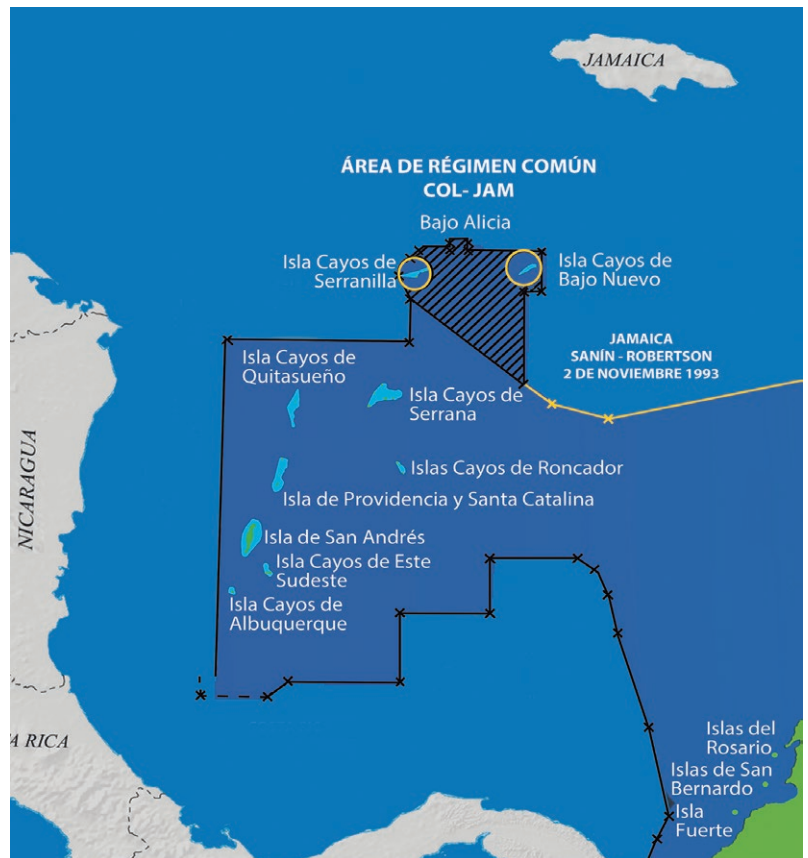 JAMAICA
ÁREA DE RÉGIMEN COMÚN
COL- JAM
Bajo Alicia
Isla Cayos de
Serranilla
Isla Cayos de
Bajo Nuevo
JAMAICA
SANÍN - ROBERTSON
2 DE NOVIEMBRE 1993
Isla Cayos de
Quitasueño
Isla Cayos de
Serrana
NICARAGUA
Islas Cayos de Roncador
Isla de Providencia y Santa Catalina
Isla de San Andrés
Isla Cayos de Este
Sudeste
Isla Cayos de
Albuquerque
A RICA
Islas del
Rosario
Islas de San
Bernardo
Isla
Fuerte